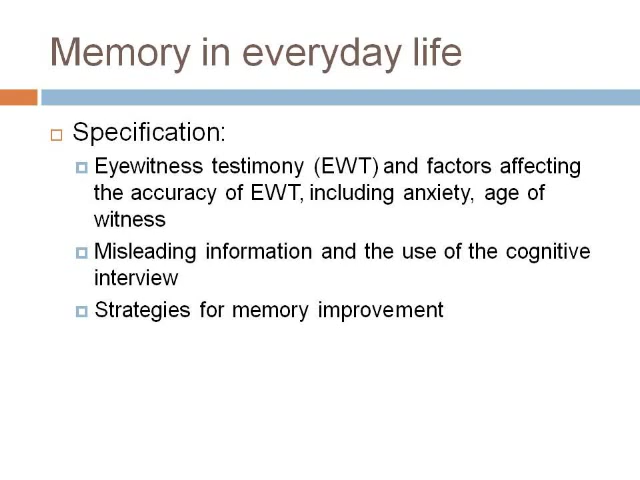 Memory in everyday life
Specification:
Eyewitness testimony (EWT) and factors affecting
the accuracy of EWT, including anxiety, age of
witness
Misleading information and the use of the cognitive
interview
Strategies for memory improvement